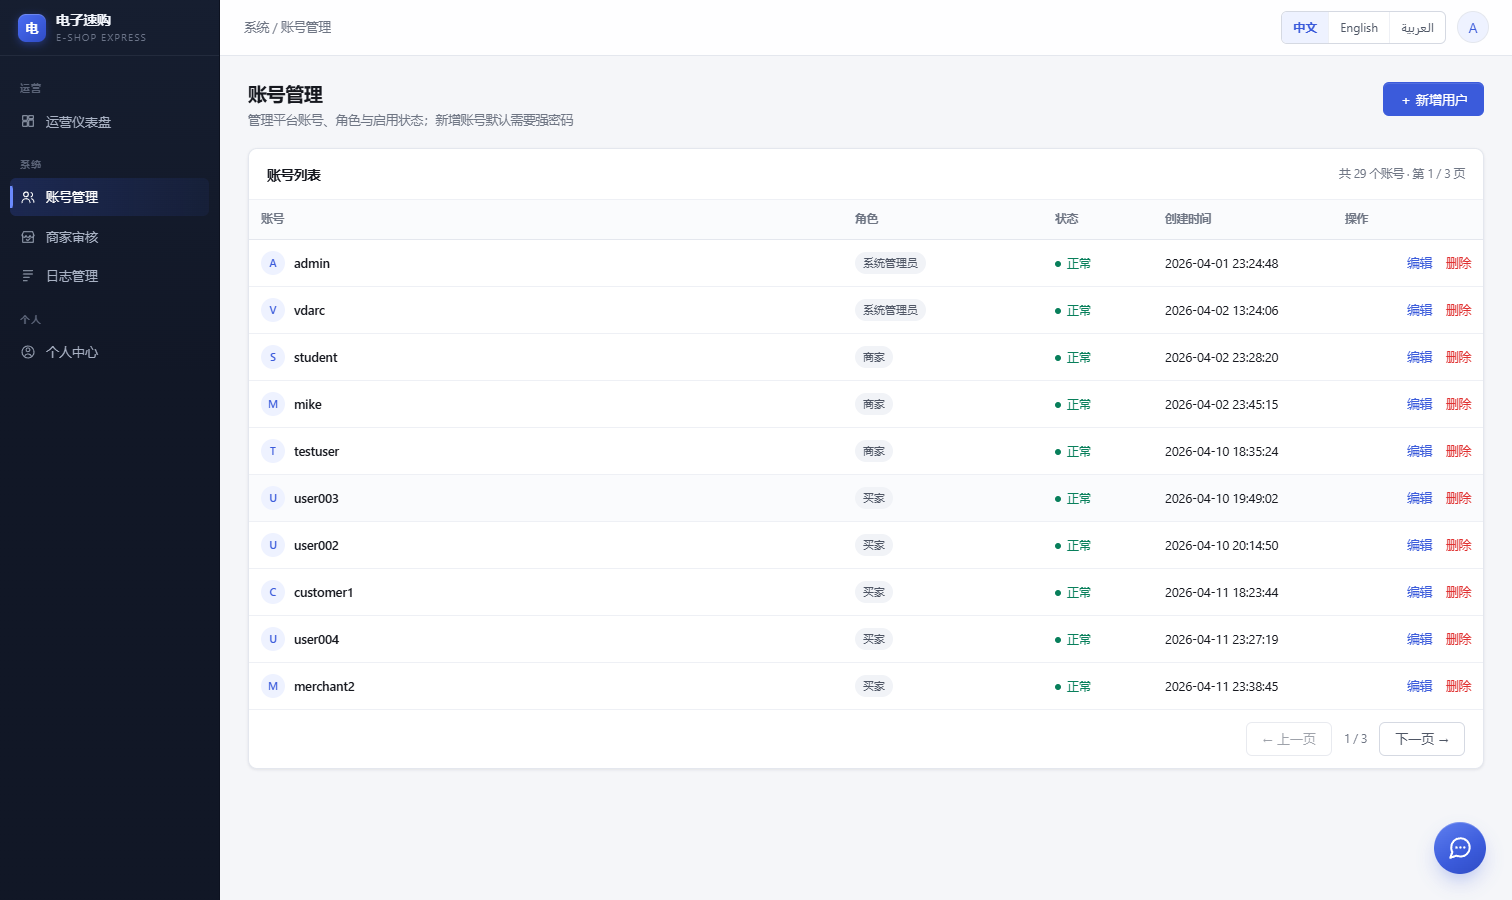 电
电子速购
E-SHOP EXPRESS
运营
运营仪表盘
系统
账号管理
商家审核
日志管理
个人
个人中心
系统 / 账号管理
中文 English العربية A
账号管理
管理平台账号、角色与启用状态；新增账号默认需要强密码
+ 新增用户
账号列表
共 29 个账号 · 第 1 / 3 页
账号 角色 状态 创建时间 操作
A admin 系统管理员 正常 2026-04-01 23:24:48 编辑 删除
V vdarc 系统管理员 正常 2026-04-02 13:24:06 编辑 删除
S student 商家 正常 2026-04-02 23:28:20 编辑 删除
M mike 商家 正常 2026-04-02 23:45:15 编辑 删除
T testuser 商家 正常 2026-04-10 18:35:24 编辑 删除
U user003 买家 正常 2026-04-10 19:49:02 编辑 删除
U user002 买家 正常 2026-04-10 20:14:50 编辑 删除
C customer1 买家 正常 2026-04-11 18:23:44 编辑 删除
U user004 买家 正常 2026-04-11 23:27:19 编辑 删除
M merchant2 买家 正常 2026-04-11 23:38:45 编辑 删除
← 上一页 1 / 3 下一页 →